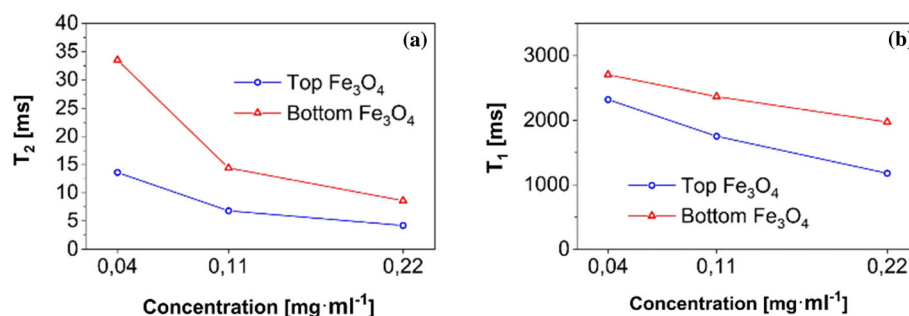 40
35
30
25
20
15
10
5
0
T₂ [ms]
(a)
Top Fe₃O₄
Bottom Fe₃O₄
0,04
0,11
0,22
Concentration [mg·ml⁻¹]
3000
2000
1000
0
T₁ [ms]
(b)
Top Fe₃O₄
Bottom Fe₃O₄
0,04
0,11
0,22
Concentration [mg·ml⁻¹]